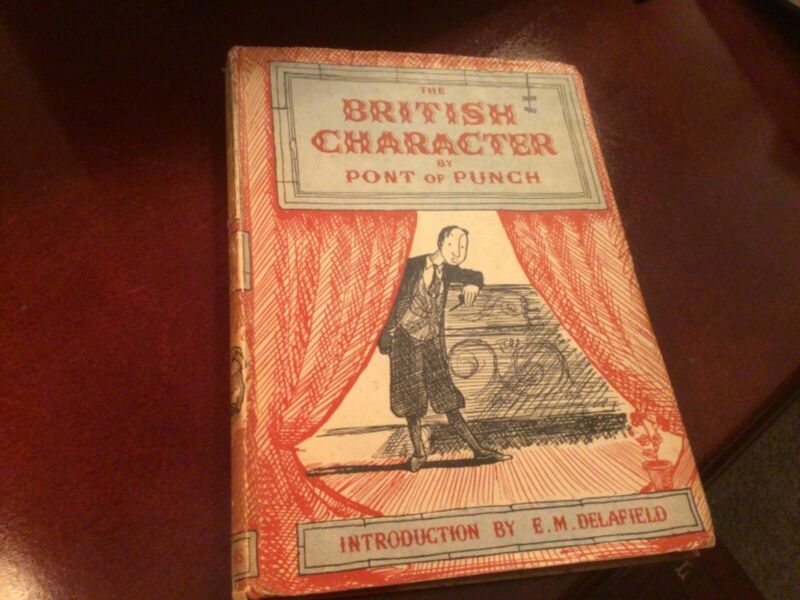 THE
BRITISH
CHARACTER
BY
PONT OF PUNCH
INTRODUCTION BY E. M. DELAFIELD